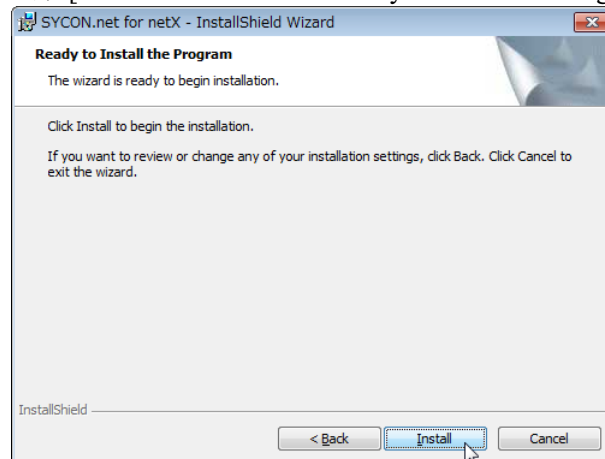 SYCON.net for netX - InstallShield Wizard
Ready to Install the Program
The wizard is ready to begin installation.
Click Install to begin the installation.
If you want to review or change any of your installation settings, click Back. Click Cancel to
exit the wizard.
InstallShield
< Back Install Cancel